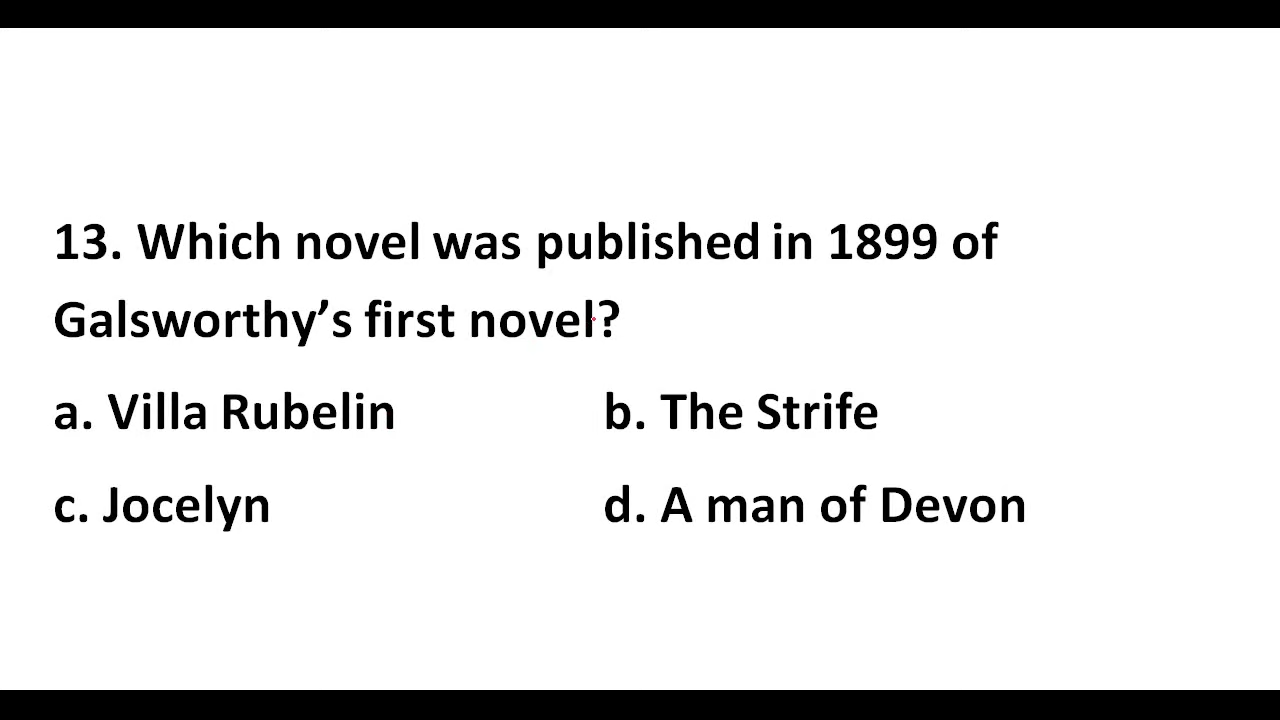 13. Which novel was published in 1899 of
Galsworthy’s first novel?
a. Villa Rubelin b. The Strife
c. Jocelyn d. A man of Devon